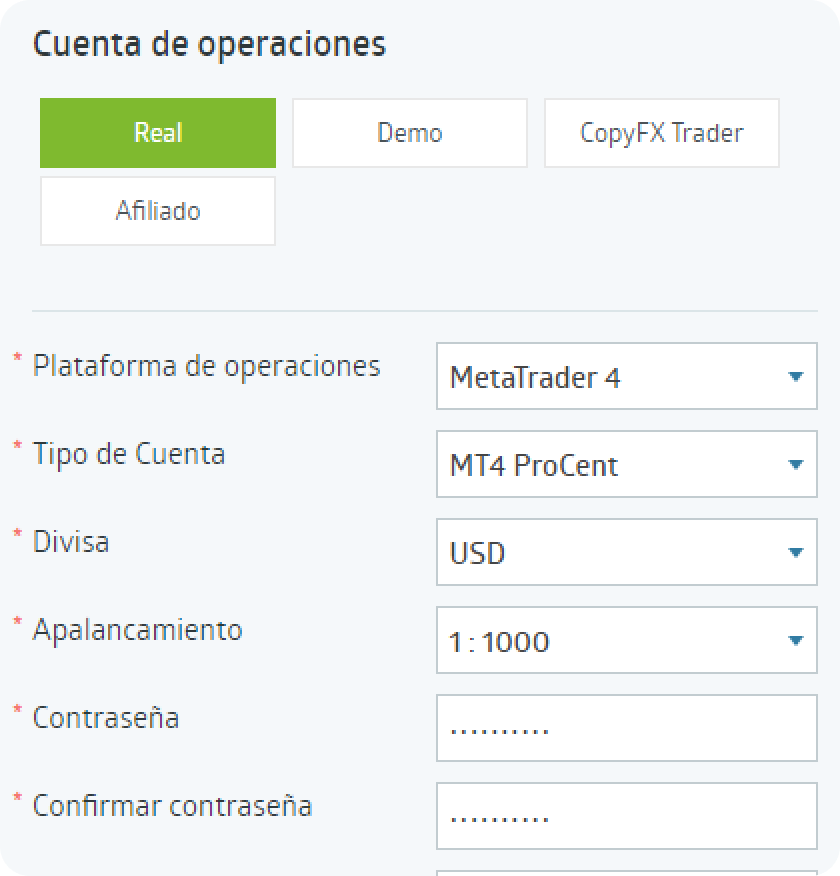 Cuenta de operaciones
Real
Demo
CopyFX Trader
Afiliado
* Plataforma de operaciones
MetaTrader 4
* Tipo de Cuenta
MT4 ProCent
* Divisa
USD
* Apalancamiento
1 : 1000
* Contraseña
..........
* Confirmar contraseña
..........